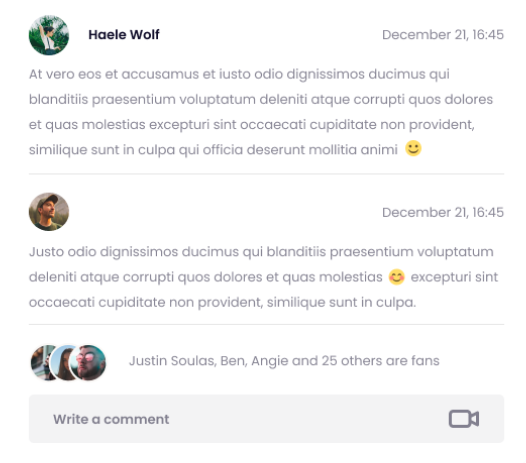 Haele Wolf
December 21, 16:45
At vero eos et accusamus et iusto odio dignissimos ducimus qui
blanditiis praesentium voluptatum deleniti atque corrupti quos dolores
et quas molestias excepturi sint occaecati cupiditate non provident,
similique sunt in culpa qui officia deserunt mollitia animi 🙂
December 21, 16:45
Justo odio dignissimos ducimus qui blanditiis praesentium voluptatum
deleniti atque corrupti quos dolores et quas molestias 😊 excepturi sint
occaecati cupiditate non provident, similique sunt in culpa.
Justin Soulas, Ben, Angie and 25 others are fans
Write a comment